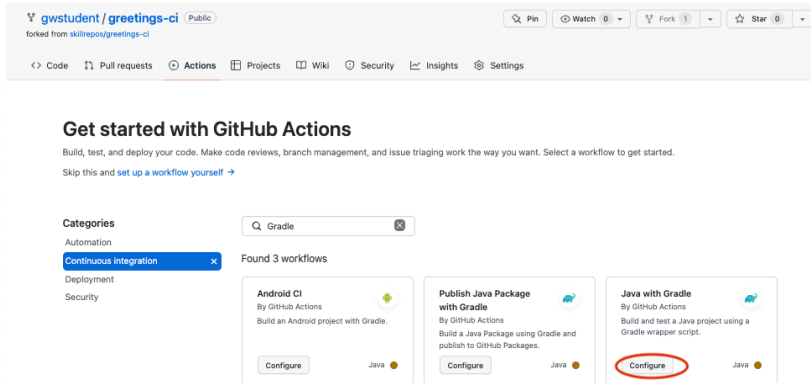 gwstudent / greetings-ci Public
Pin Watch 0 Fork 1 Star 0
forked from skillrepos/greetings-ci
<> Code Pull requests Actions Projects Wiki Security Insights Settings
Get started with GitHub Actions
Build, test, and deploy your code. Make code reviews, branch management, and issue triaging work the way you want. Select a workflow to get started.
Skip this and set up a workflow yourself →
Categories
Automation
Continuous integration ×
Deployment
Security
Gradle
Found 3 workflows
Android CI
By GitHub Actions
Build an Android project with Gradle.
Configure Java
Publish Java Package
with Gradle
By GitHub Actions
Build a Java Package using Gradle and
publish to GitHub Packages.
Configure Java
Java with Gradle
By GitHub Actions
Build and test a Java project using a
Gradle wrapper script.
Configure Java